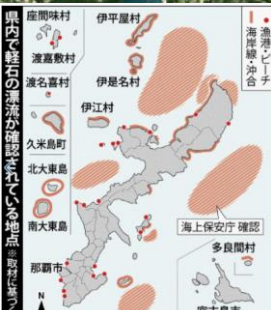 県内で軽石の漂流が確認されている地点
※取材に基づく
漁港・ビーチ
海岸線・沖合
座間味村
渡嘉敷村
渡名喜村
久米島町
北大東島
南大東島
伊平屋村
伊是名村
伊江村
那覇市
海上保安庁 確認
多良間村
宮古島市
N